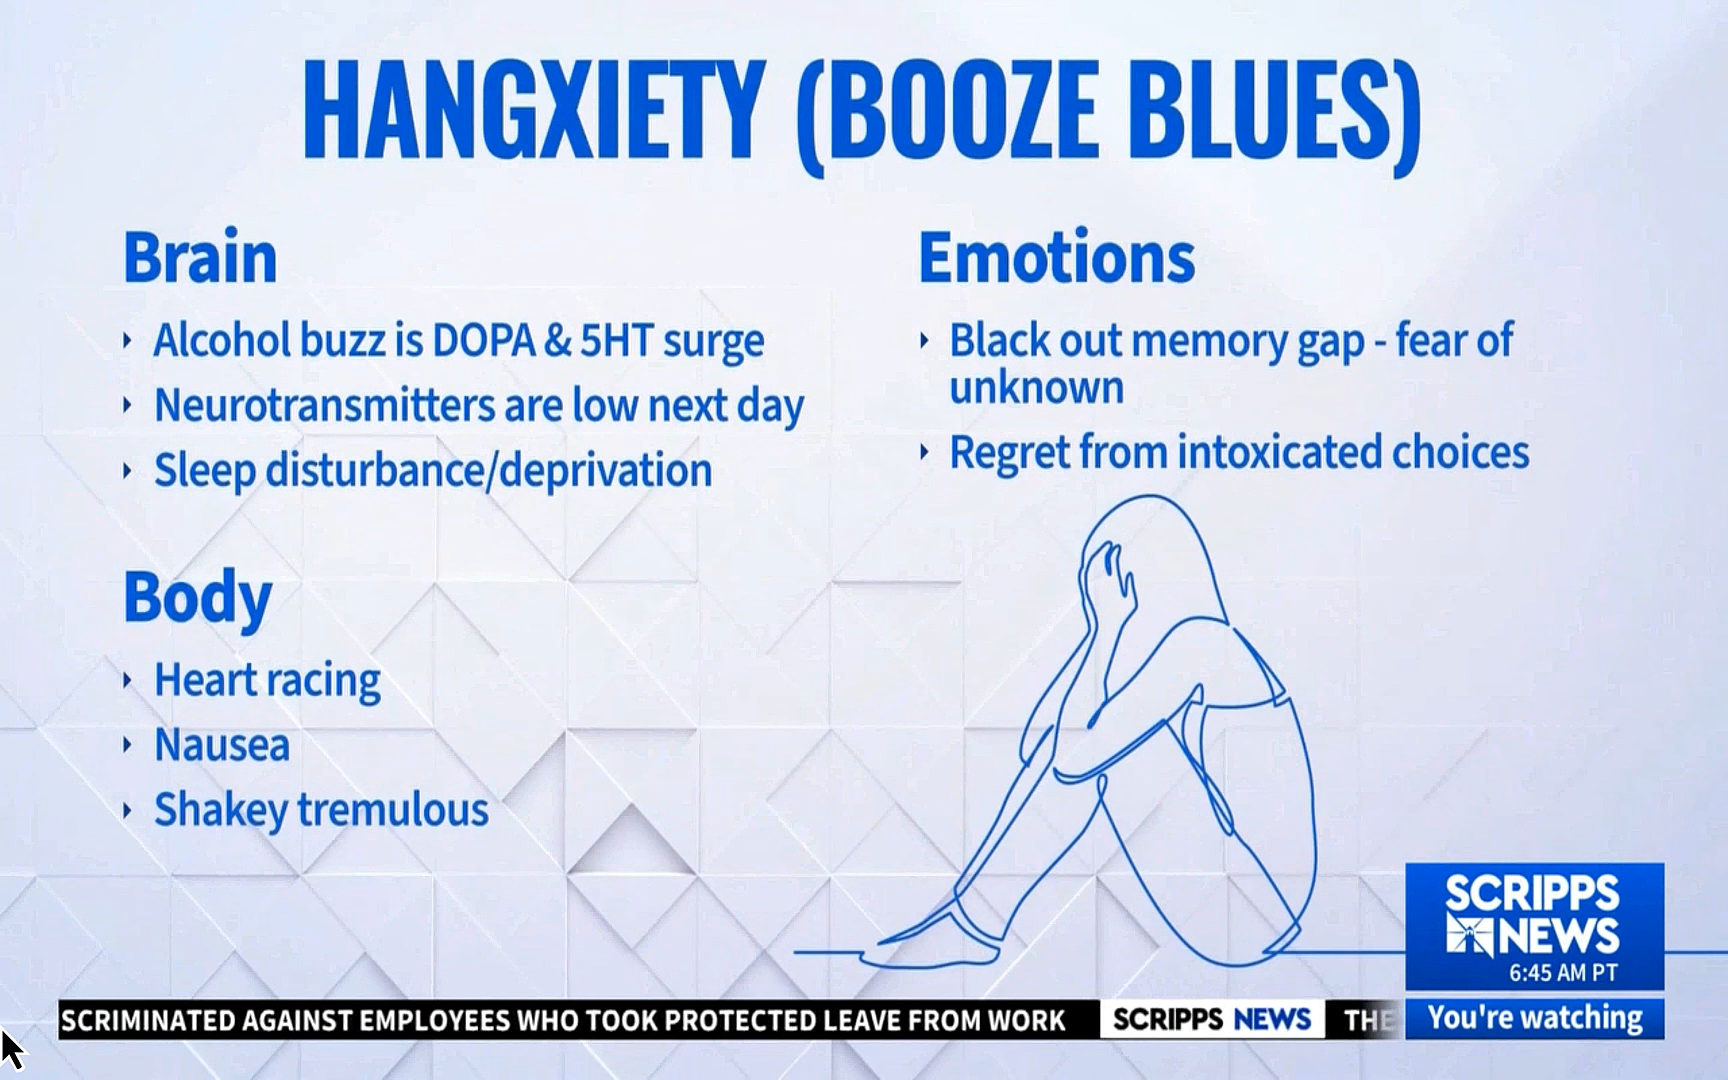 HANGXIETY (BOOZE BLUES)
Brain
Alcohol buzz is DOPA & 5HT surge
Neurotransmitters are low next day
Sleep disturbance/deprivation
Body
Heart racing
Nausea
Shakey tremulous
Emotions
Black out memory gap - fear of
unknown
Regret from intoxicated choices
SCRIPPS
NEWS
6:45 AM PT
SCRIMINATED AGAINST EMPLOYEES WHO TOOK PROTECTED LEAVE FROM WORK SCRIPPS NEWS THE
You're watching